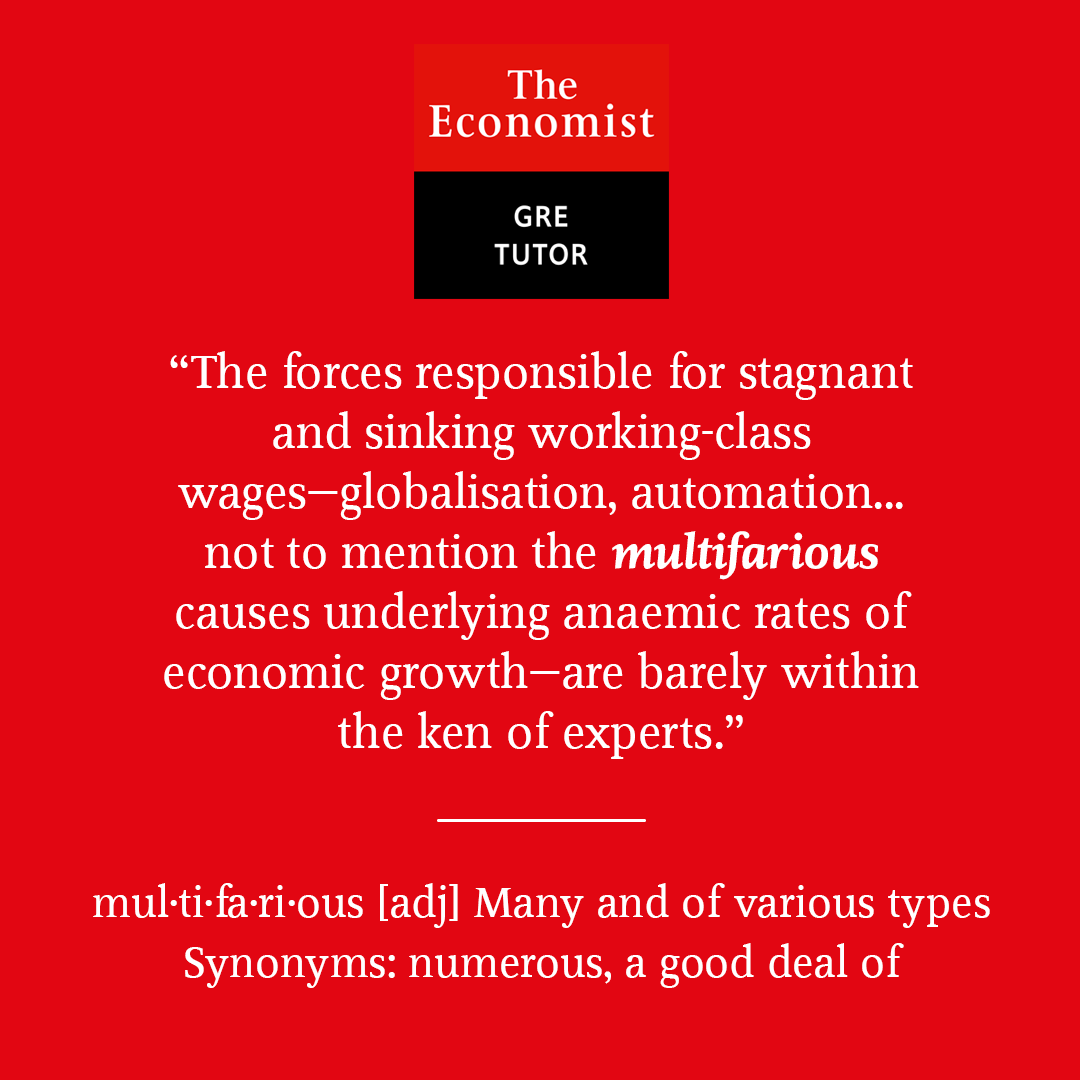 The
Economist
GRE
TUTOR
“The forces responsible for stagnant
and sinking working-class
wages—globalisation, automation...
not to mention the multifarious
causes underlying anaemic rates of
economic growth—are barely within
the ken of experts.”
mul·ti·fa·ri·ous [adj] Many and of various types
Synonyms: numerous, a good deal of